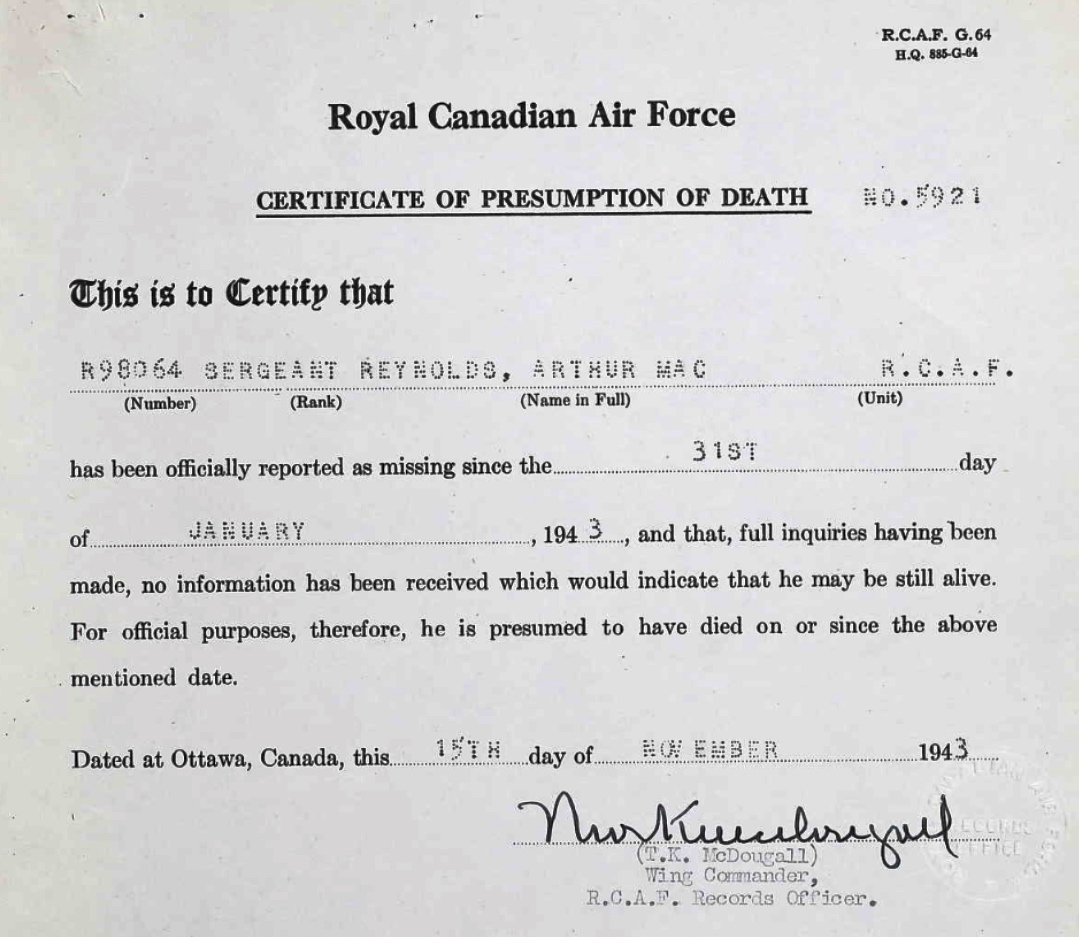 R.C.A.F. G. 64
H.Q. 885-G-64
Royal Canadian Air Force
CERTIFICATE OF PRESUMPTION OF DEATH NO.5921
This is to Certify that
R98064 SERGEANT REYNOLDS, ARTHUR MAC R.C.A.F.
(Number) (Rank) (Name in Full) (Unit)
has been officially reported as missing since the 31ST day
of JANUARY, 1943, and that, full inquiries having been
made, no information has been received which would indicate that he may be still alive.
For official purposes, therefore, he is presumed to have died on or since the above
mentioned date.
Dated at Ottawa, Canada, this 15TH day of NOVEMBER 1943
(T.K. McDougall)
Wing Commander,
R.C.A.F. Records Officer.
RECORDS
OFFICE